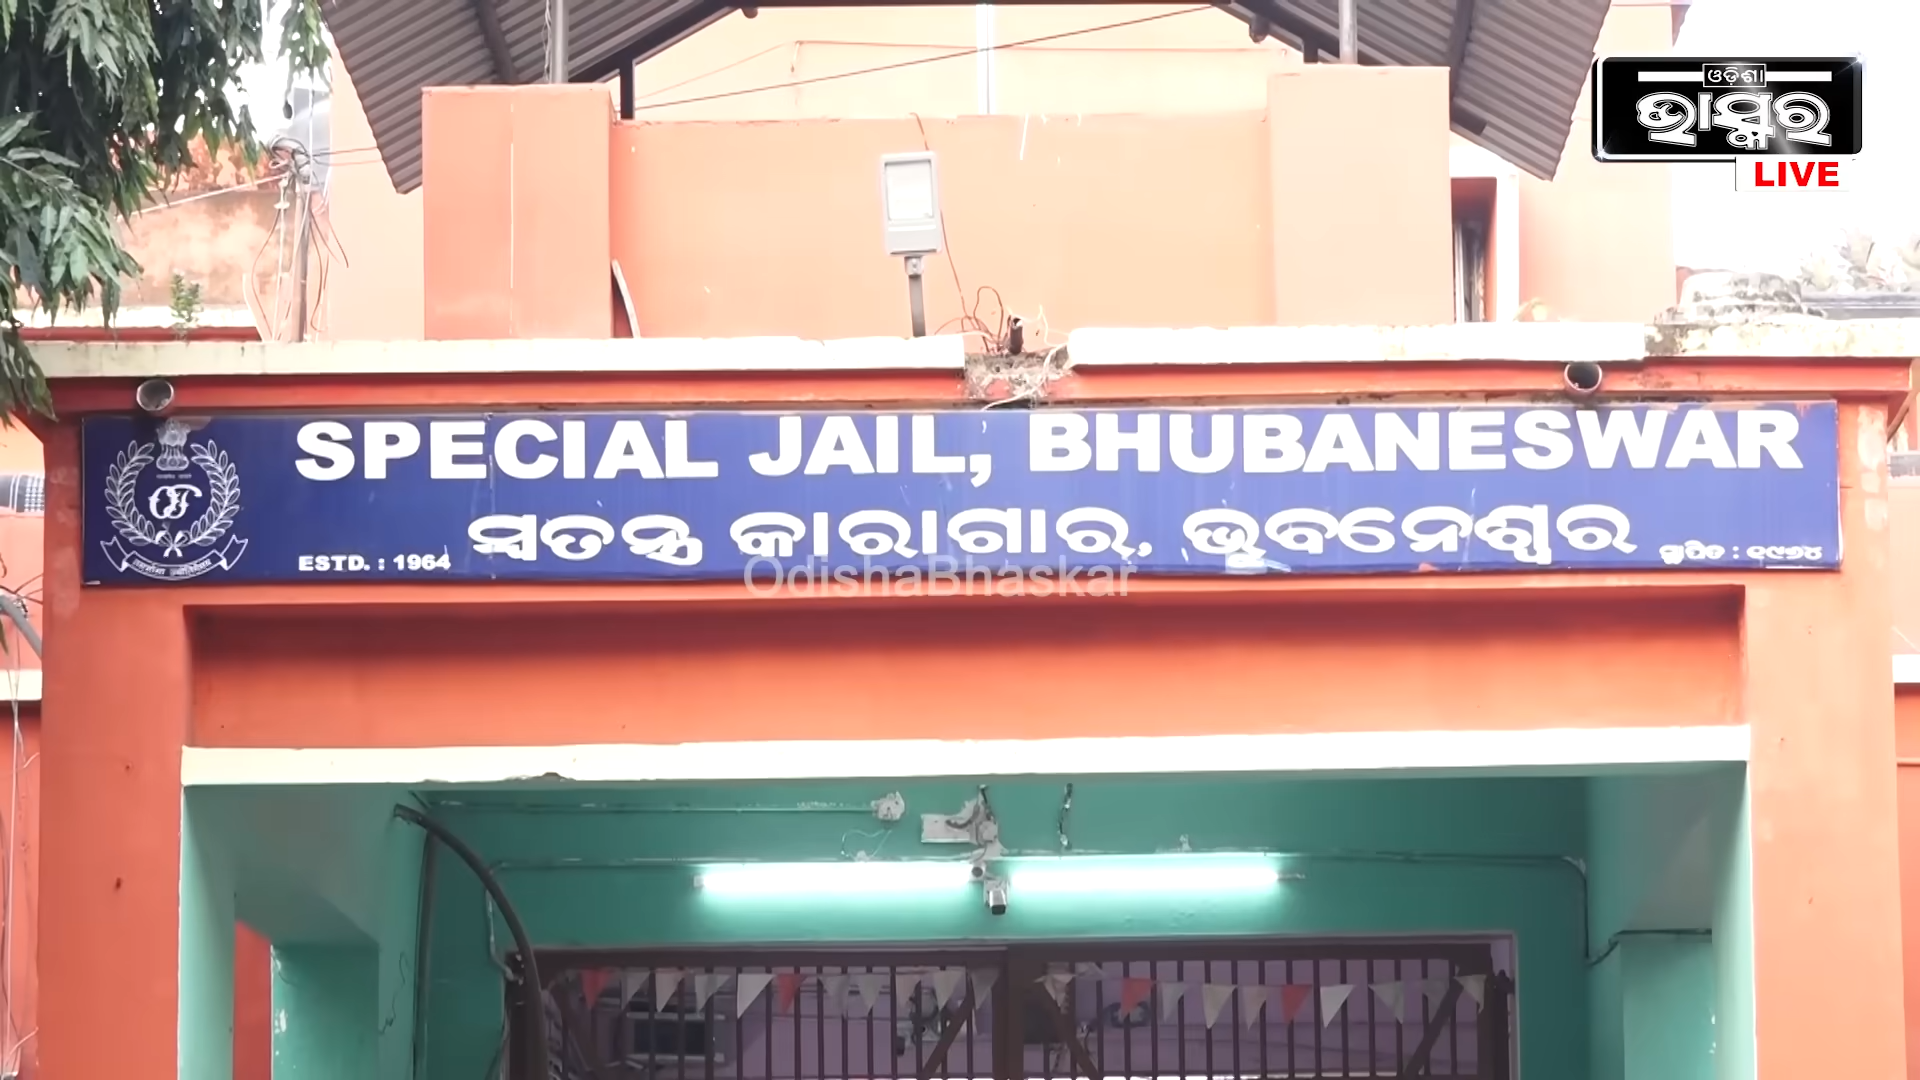 ଓଡ଼ିଶା
ଭାସ୍କର
LIVE
SPECIAL JAIL, BHUBANESWAR
ସ୍ୱତନ୍ତ୍ର କାରାଗାର, ଭୁବନେଶ୍ୱର
ESTD. : 1964
ସ୍ଥାପିତ : ୧୯୬୪
OdishaBhaskar